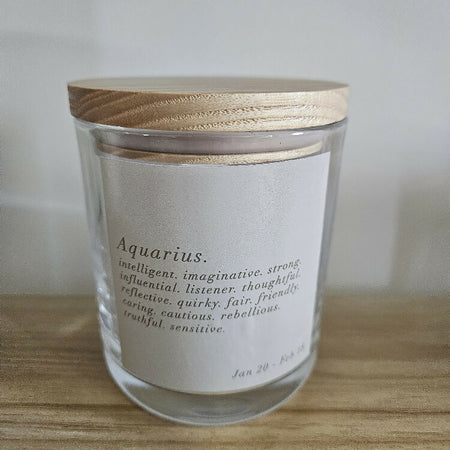 Aquarius.
intelligent. imaginative. strong.
influential. listener. thoughtful.
reflective. quirky. fair. friendly.
caring. cautious. rebellious.
truthful. sensitive.
Jan 20 - Feb 18